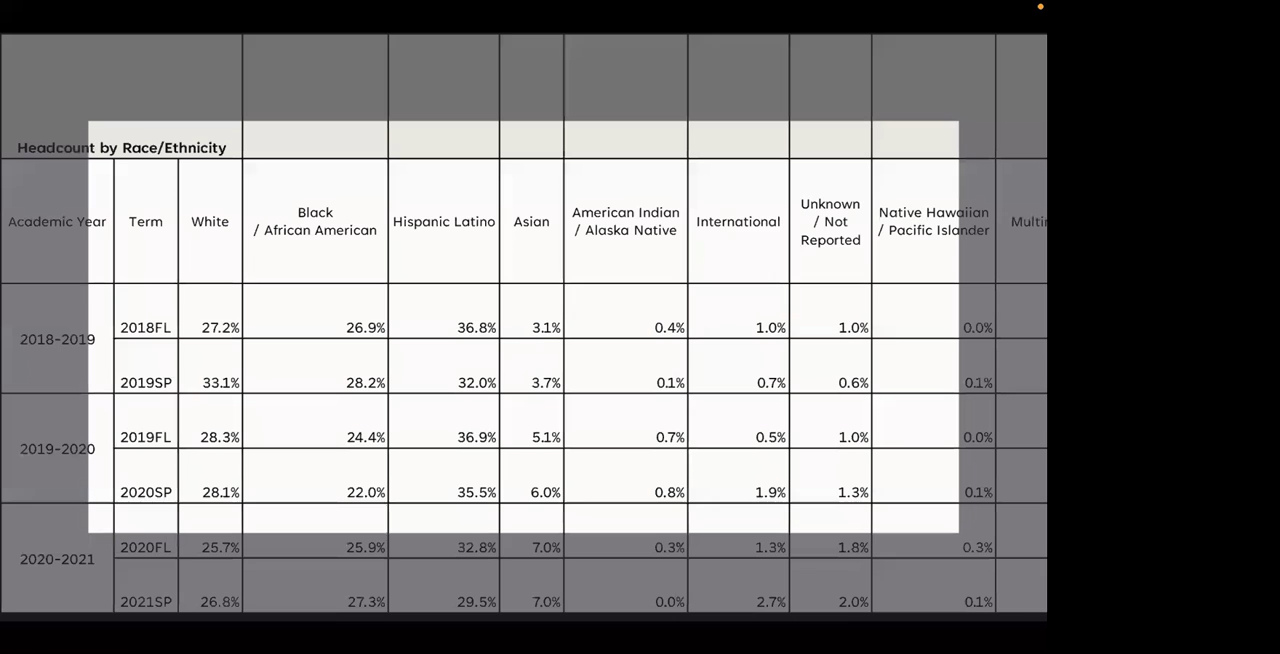 Headcount by Race/Ethnicity
Academic Year Term White Black / African American Hispanic Latino Asian American Indian / Alaska Native International Unknown / Not Reported Native Hawaiian / Pacific Islander
2018-2019
2018FL 27.2% 26.9% 36.8% 3.1% 0.4% 1.0% 1.0% 0.0%
2019SP 33.1% 28.2% 32.0% 3.7% 0.1% 0.7% 0.6% 0.1%
2019-2020
2019FL 28.3% 24.4% 36.9% 5.1% 0.7% 0.5% 1.0% 0.0%
2020SP 28.1% 22.0% 35.5% 6.0% 0.8% 1.9% 1.3% 0.1%
2020-2021
2020FL 25.7% 25.9% 32.8% 7.0% 0.3% 1.3% 1.8% 0.3%
2021SP 26.8% 27.3% 29.5% 7.0% 0.0% 2.7% 2.0% 0.1%